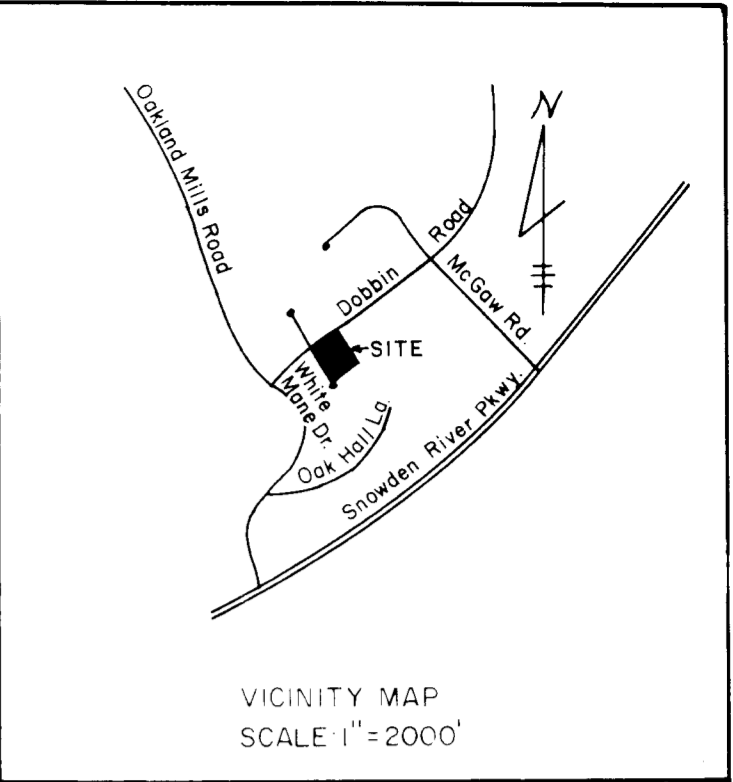 Oakland Mills Road
N
Dobbin Road
McGaw Rd.
SITE
White
Mane Dr.
Oak Hall La.
Snowden River Pkwy.
VICINITY MAP
SCALE 1" = 2000'